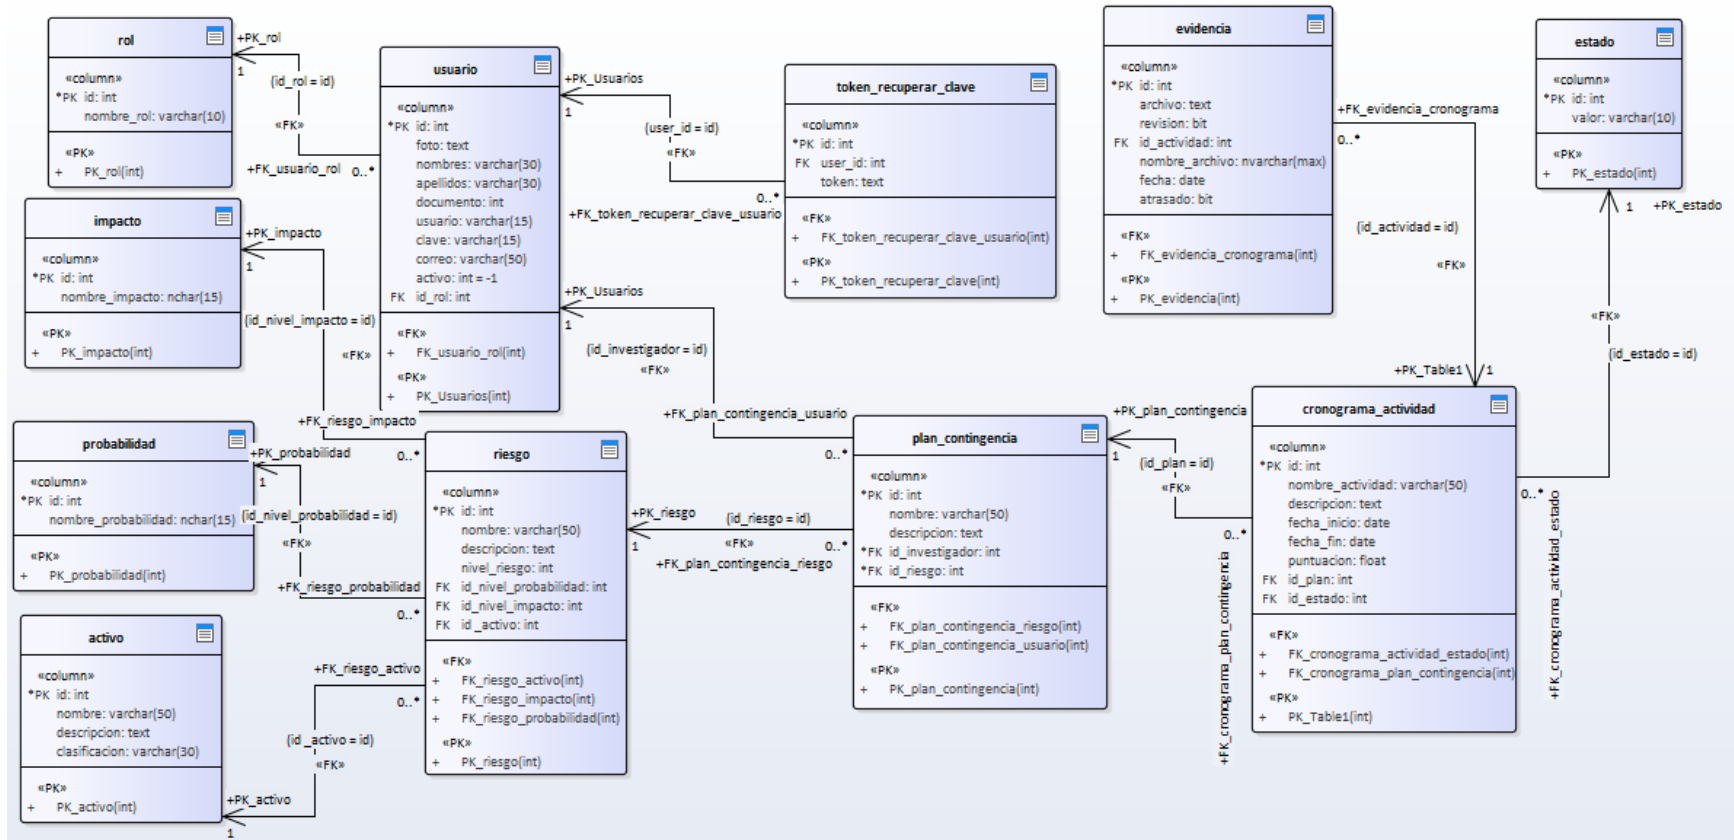 rol
«column»
*PK id: int
nombre_rol: varchar(10)
«PK»
+ PK_rol(int)
+PK_rol
1
(id_rol = id)
«FK»
+FK_usuario_rol
0..*
usuario
«column»
*PK id: int
foto: text
nombres: varchar(30)
apellidos: varchar(30)
documento: int
usuario: varchar(15)
clave: varchar(15)
correo: varchar(50)
activo: int = -1
FK id_rol: int
«FK»
+ FK_usuario_rol(int)
«PK»
+ PK_Usuarios(int)
+PK_Usuarios
1
(user_id = id)
«FK»
0..*
+FK_token_recuperar_clave_usuario
token_recuperar_clave
«column»
*PK id: int
FK user_id: int
token: text
«FK»
+ FK_token_recuperar_clave_usuario(int)
«PK»
+ PK_token_recuperar_clave(int)
evidencia
«column»
*PK id: int
archivo: text
revision: bit
FK id_actividad: int
nombre_archivo: nvarchar(max)
fecha: date
atrasado: bit
«FK»
+ FK_evidencia_cronograma(int)
«PK»
+ PK_evidencia(int)
+FK_evidencia_cronograma
0..*
(id_actividad = id)
«FK»
+PK_Table1
1
estado
«column»
*PK id: int
valor: varchar(10)
«PK»
+ PK_estado(int)
1
+PK_estado
«FK»
(id_estado = id)
0..*
+FK_cronograma_actividad_estado
impacto
«column»
*PK id: int
nombre_impacto: nchar(15)
«PK»
+ PK_impacto(int)
+PK_impacto
1
(id_nivel_impacto = id)
«FK»
+FK_riesgo_impacto
0..*
+PK_Usuarios
1
(id_investigador = id)
«FK»
+FK_plan_contingencia_usuario
0..*
probabilidad
«column»
*PK id: int
nombre_probabilidad: nchar(15)
«PK»
+ PK_probabilidad(int)
+PK_probabilidad
1
(id_nivel_probabilidad = id)
«FK»
+FK_riesgo_probabilidad
0..*
riesgo
«column»
*PK id: int
nombre: varchar(50)
descripcion: text
nivel_riesgo: int
FK id_nivel_probabilidad: int
FK id_nivel_impacto: int
FK id _activo: int
«FK»
+ FK_riesgo_activo(int)
+ FK_riesgo_impacto(int)
+ FK_riesgo_probabilidad(int)
«PK»
+ PK_riesgo(int)
+PK_riesgo
1
(id_riesgo = id)
«FK»
0..*
+FK_plan_contingencia_riesgo
plan_contingencia
«column»
*PK id: int
nombre: varchar(50)
descripcion: text
*FK id_investigador: int
*FK id_riesgo: int
«FK»
+ FK_plan_contingencia_riesgo(int)
+ FK_plan_contingencia_usuario(int)
«PK»
+ PK_plan_contingencia(int)
+PK_plan_contingencia
1
(id_plan = id)
«FK»
0..*
+FK_cronograma_plan_contingencia
cronograma_actividad
«column»
*PK id: int
nombre_actividad: varchar(50)
descripcion: text
fecha_inicio: date
fecha_fin: date
puntuacion: float
FK id_plan: int
FK id_estado: int
«FK»
+ FK_cronograma_actividad_estado(int)
+ FK_cronograma_plan_contingencia(int)
«PK»
+ PK_Table1(int)
activo
«column»
*PK id: int
nombre: varchar(50)
descripcion: text
clasificacion: varchar(30)
«PK»
+ PK_activo(int)
+FK_riesgo_activo
0..*
(id _activo = id)
«FK»
+PK_activo
1